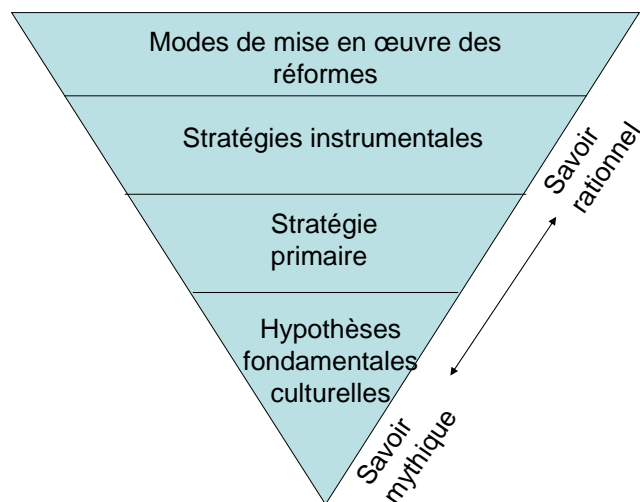 Modes de mise en œuvre des
réformes
Stratégies instrumentales
Stratégie
primaire
Hypothèses
fondamentales
culturelles
Savoir
rationnel
Savoir
mythique